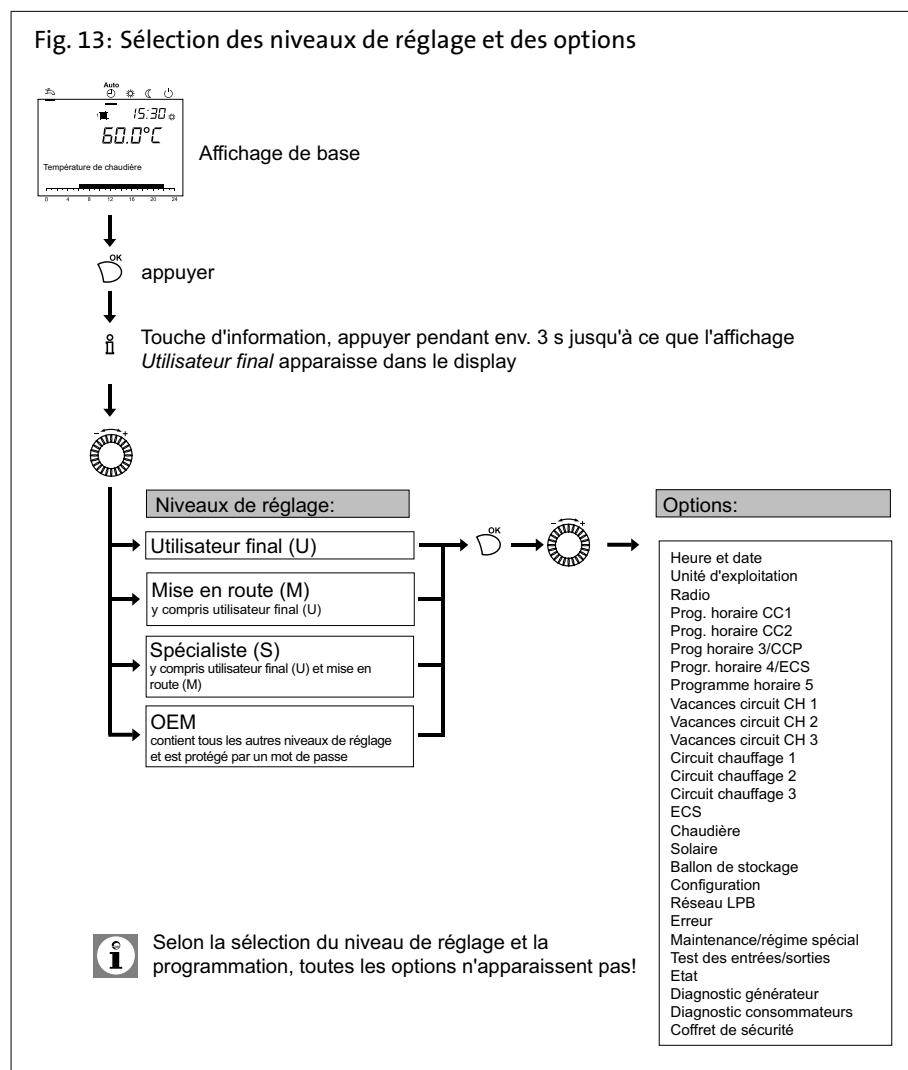 Fig. 13: Sélection des niveaux de réglage et des options
Auto
15:30
60.0°C
Température de chaudière
0 4 8 12 16 20 24
Affichage de base
OK
appuyer
Touche d'information, appuyer pendant env. 3 s jusqu'à ce que l'affichage
Utilisateur final apparaisse dans le display
- +
Niveaux de réglage:
Utilisateur final (U)
Mise en route (M)
y compris utilisateur final (U)
Spécialiste (S)
y compris utilisateur final (U) et mise en
route (M)
OEM
contient tous les autres niveaux de réglage
et est protégé par un mot de passe
OK
- +
Options:
Heure et date
Unité d'exploitation
Radio
Prog. horaire CC1
Prog. horaire CC2
Prog horaire 3/CCP
Progr. horaire 4/ECS
Programme horaire 5
Vacances circuit CH 1
Vacances circuit CH 2
Vacances circuit CH 3
Circuit chauffage 1
Circuit chauffage 2
Circuit chauffage 3
ECS
Chaudière
Solaire
Ballon de stockage
Configuration
Réseau LPB
Erreur
Maintenance/régime spécial
Test des entrées/sorties
Etat
Diagnostic générateur
Diagnostic consommateurs
Coffret de sécurité
Selon la sélection du niveau de réglage et la
programmation, toutes les options n'apparaissent pas!